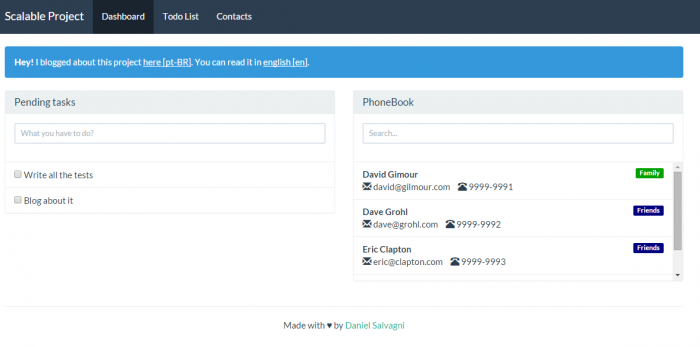 Scalable Project Dashboard Todo List Contacts
Hey! I blogged about this project here [pt-BR]. You can read it in english [en].
Pending tasks
What you have to do?
Write all the tests
Blog about it
PhoneBook
Search...
David Gimour Family
david@gilmour.com 9999-9991
Dave Grohl Friends
dave@grohl.com 9999-9992
Eric Clapton Friends
eric@clapton.com 9999-9993
Made with ♥ by Daniel Salvagni